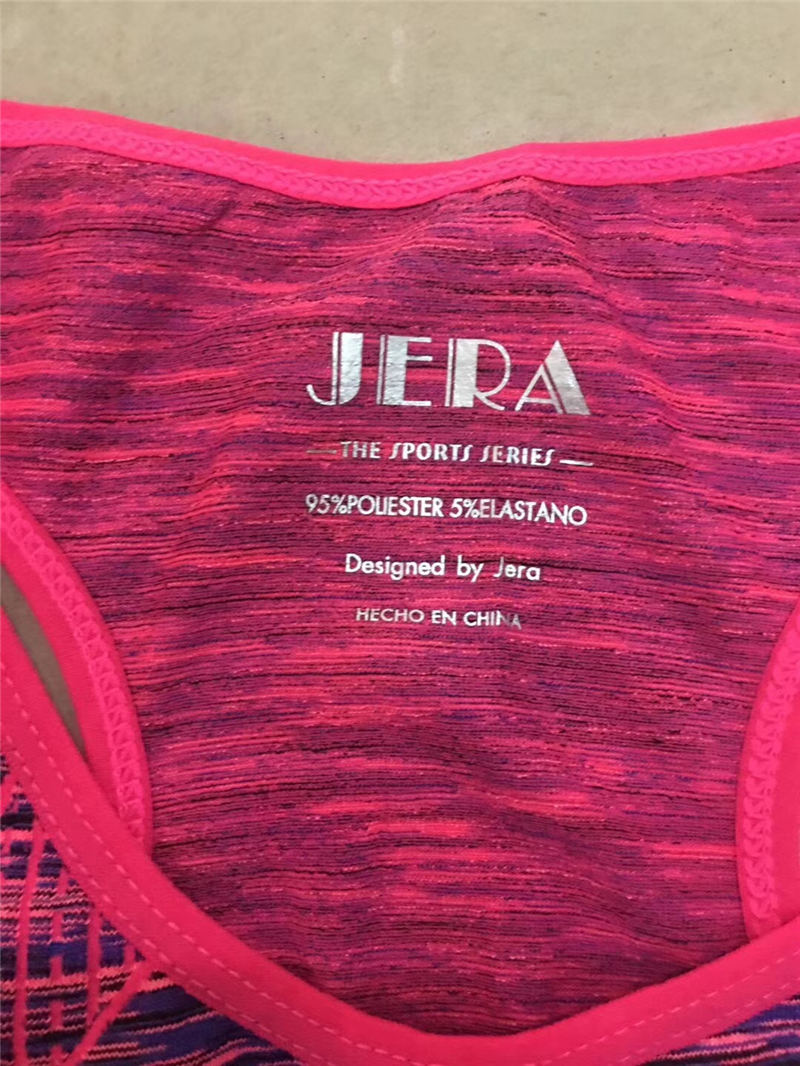 JERA
THE SPORTS SERIES
95%POLIESTER 5%ELASTANO
Designed by Jera
HECHO EN CHINA